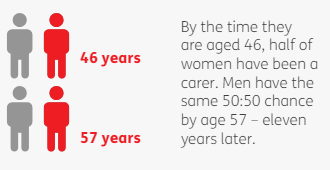 46 years
57 years
By the time they
are aged 46, half of
women have been a
carer. Men have the
same 50:50 chance
by age 57 – eleven
years later.